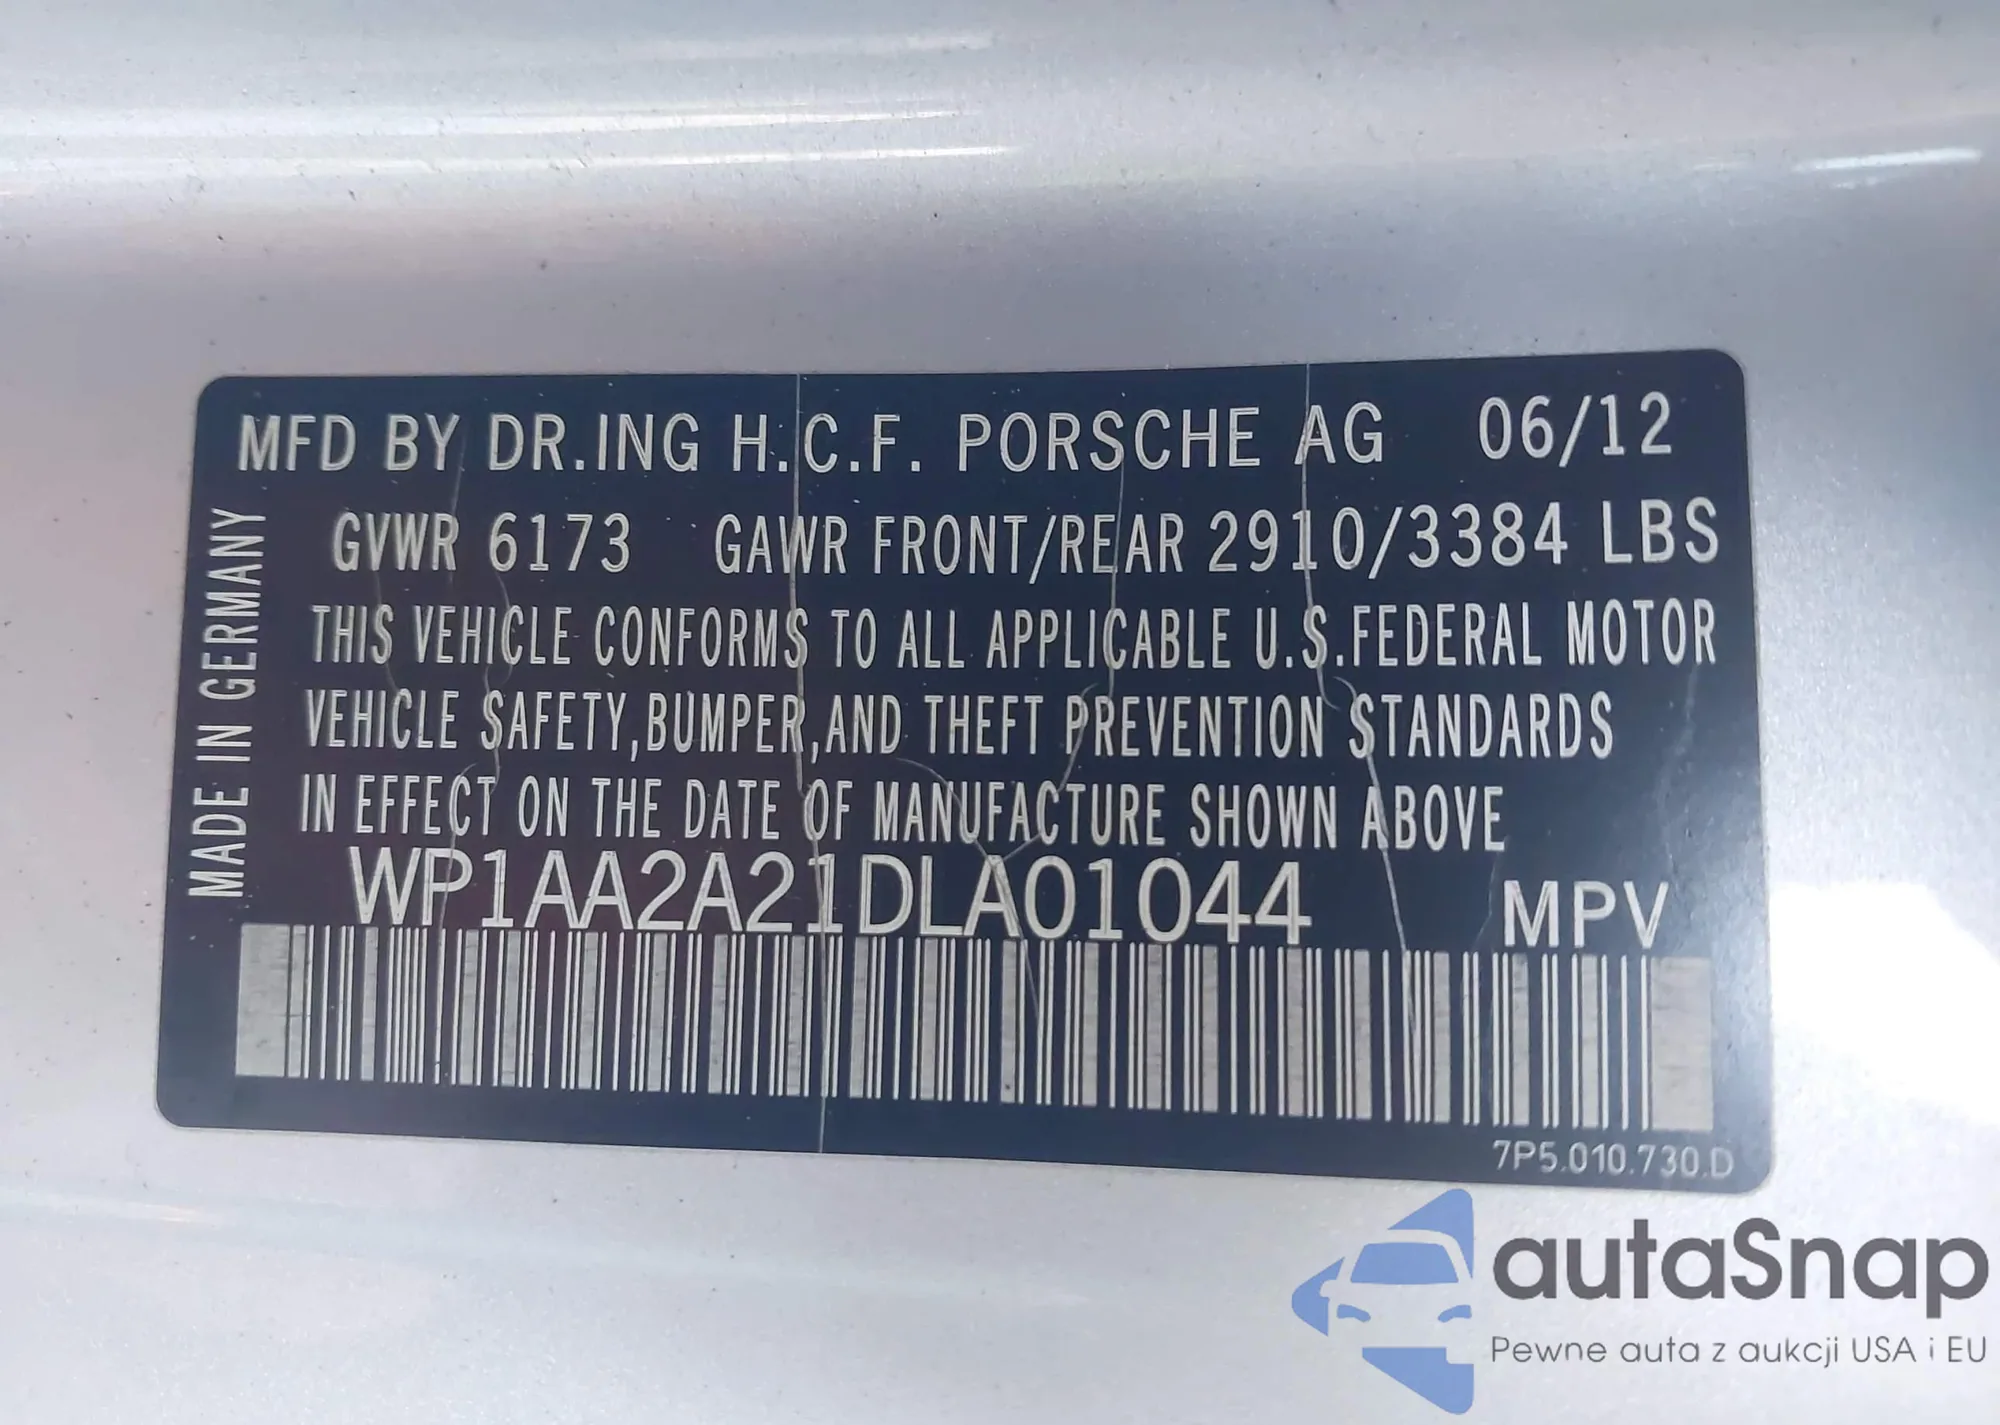 MFD BY DR.ING H.C.F. PORSCHE AG 06/12
GVWR 6173 GAWR FRONT/REAR 2910/3384 LBS
THIS VEHICLE CONFORMS TO ALL APPLICABLE U.S.FEDERAL MOTOR
VEHICLE SAFETY,BUMPER,AND THEFT PREVENTION STANDARDS
IN EFFECT ON THE DATE OF MANUFACTURE SHOWN ABOVE
WP1AA2A21DLA01044 MPV
MADE IN GERMANY
7P5.010.730.D
autaSnap
Pewne auta z aukcji USA i EU